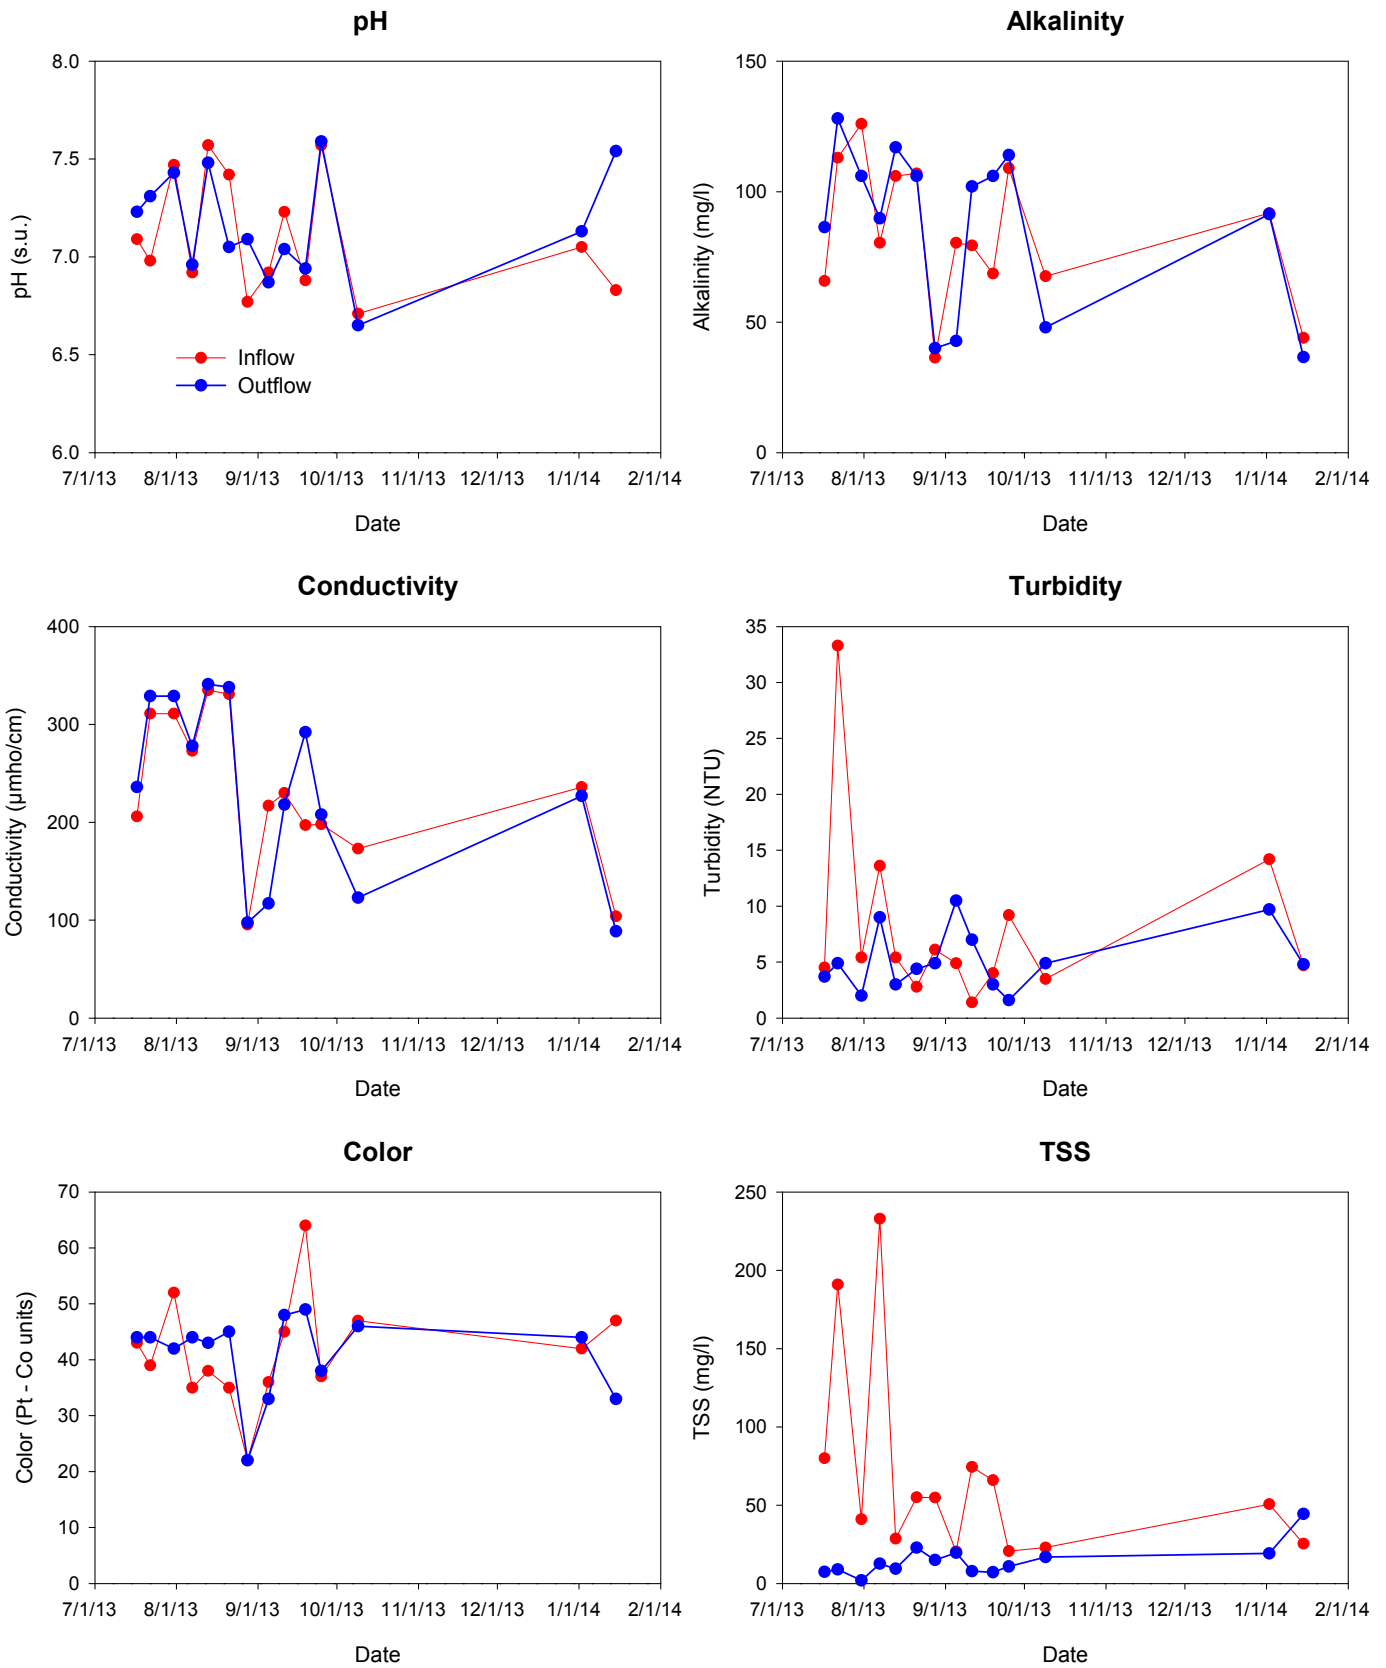 pH
8.0
7.5
7.0
6.5
6.0
pH (s.u.)
Inflow
Outflow
7/1/13 8/1/13 9/1/13 10/1/13 11/1/13 12/1/13 1/1/14 2/1/14
Date
Alkalinity
150
100
50
0
Alkalinity (mg/l)
7/1/13 8/1/13 9/1/13 10/1/13 11/1/13 12/1/13 1/1/14 2/1/14
Date
Conductivity
400
300
200
100
0
Conductivity (µmho/cm)
7/1/13 8/1/13 9/1/13 10/1/13 11/1/13 12/1/13 1/1/14 2/1/14
Date
Turbidity
35
30
25
20
15
10
5
0
Turbidity (NTU)
7/1/13 8/1/13 9/1/13 10/1/13 11/1/13 12/1/13 1/1/14 2/1/14
Date
Color
70
60
50
40
30
20
10
0
Color (Pt - Co units)
7/1/13 8/1/13 9/1/13 10/1/13 11/1/13 12/1/13 1/1/14 2/1/14
Date
TSS
250
200
150
100
50
0
TSS (mg/l)
7/1/13 8/1/13 9/1/13 10/1/13 11/1/13 12/1/13 1/1/14 2/1/14
Date